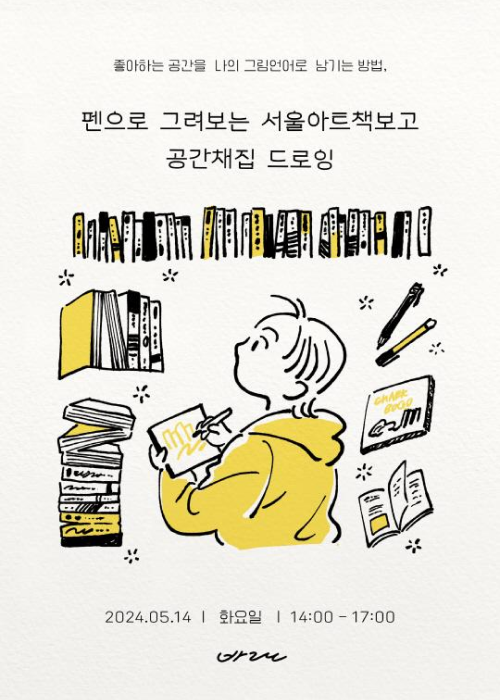 좋아하는 공간을 나의 그림언어로 남기는 방법,
펜으로 그려보는 서울아트책보고
공간채집 드로잉
2024.05.14 | 화요일 | 14:00 - 17:00